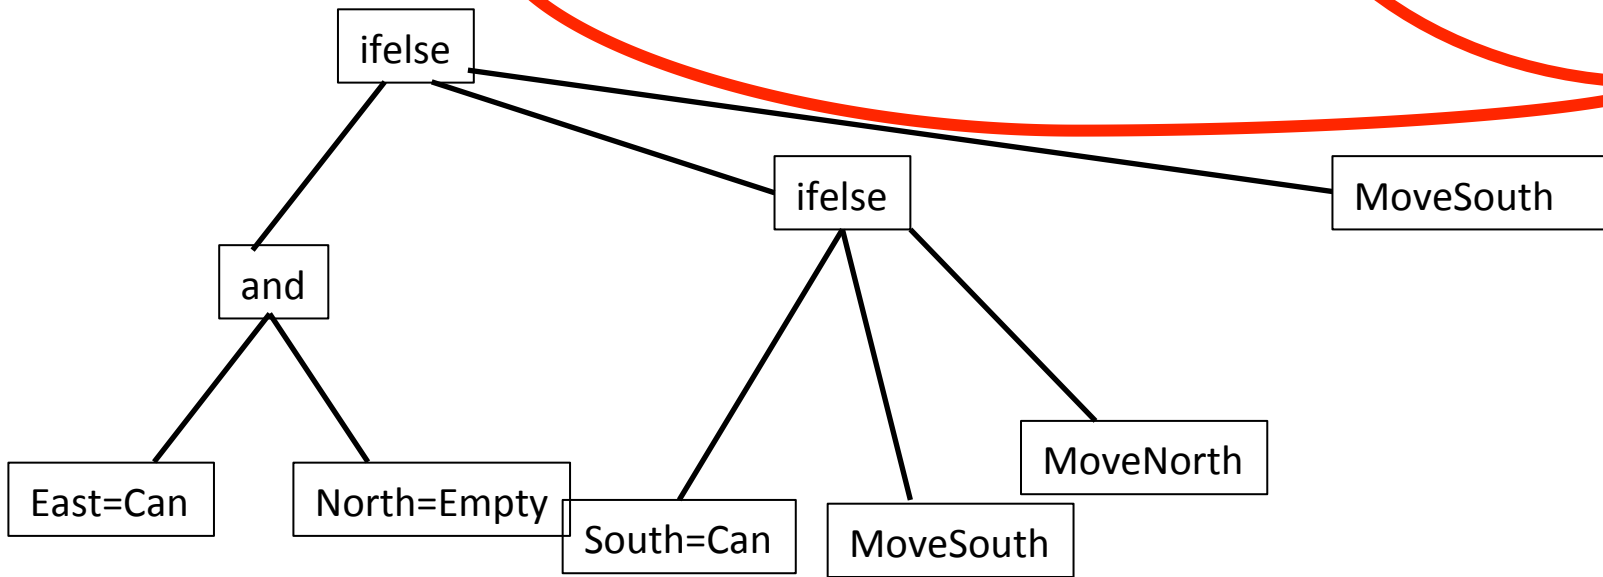 ifelse
ifelse
MoveSouth
and
MoveNorth
East=Can
North=Empty
South=Can
MoveSouth